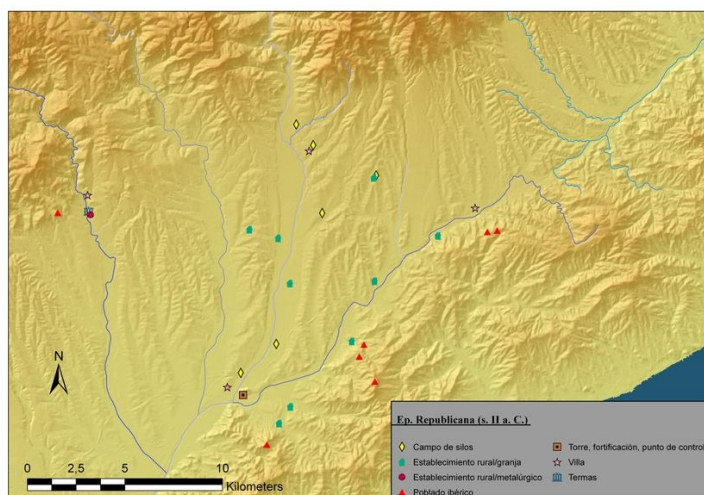 N
0 2,5 5 10
Kilometers
Ep. Republicana (s. II a. C.)
Campo de silos
Establecimiento rural/granja
Establecimiento rural/metalúrgico
Poblado ibérico
Torre, fortificación, punto de control
Villa
Termas